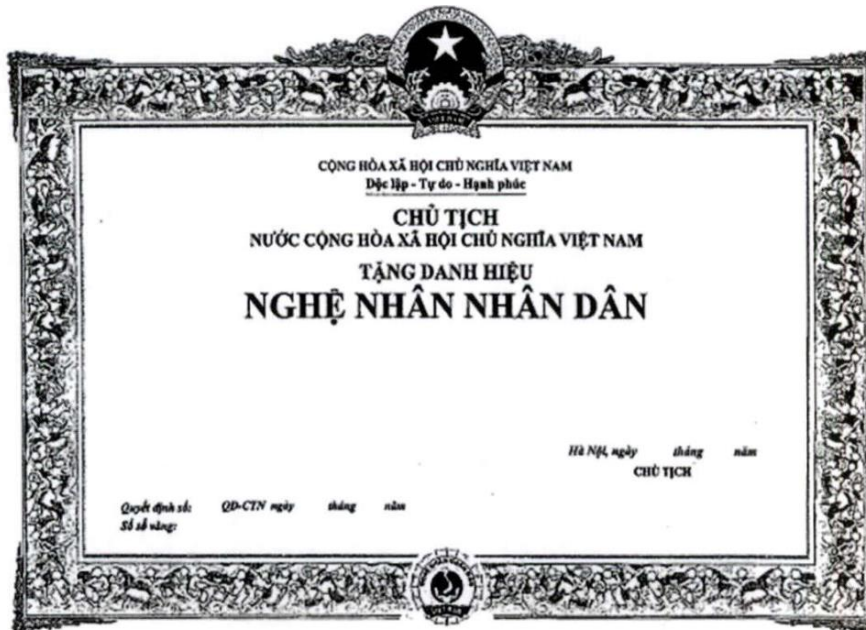 CỘNG HÒA XÃ HỘI CHỦ NGHĨA VIỆT NAM
Độc lập - Tự do - Hạnh phúc
CHỦ TỊCH
NƯỚC CỘNG HÒA XÃ HỘI CHỦ NGHĨA VIỆT NAM
TẶNG DANH HIỆU
NGHỆ NHÂN NHÂN DÂN
Hà Nội, ngày tháng năm
CHỦ TỊCH
Quyết định số: QĐ-CTN ngày tháng năm
Số sổ vàng: